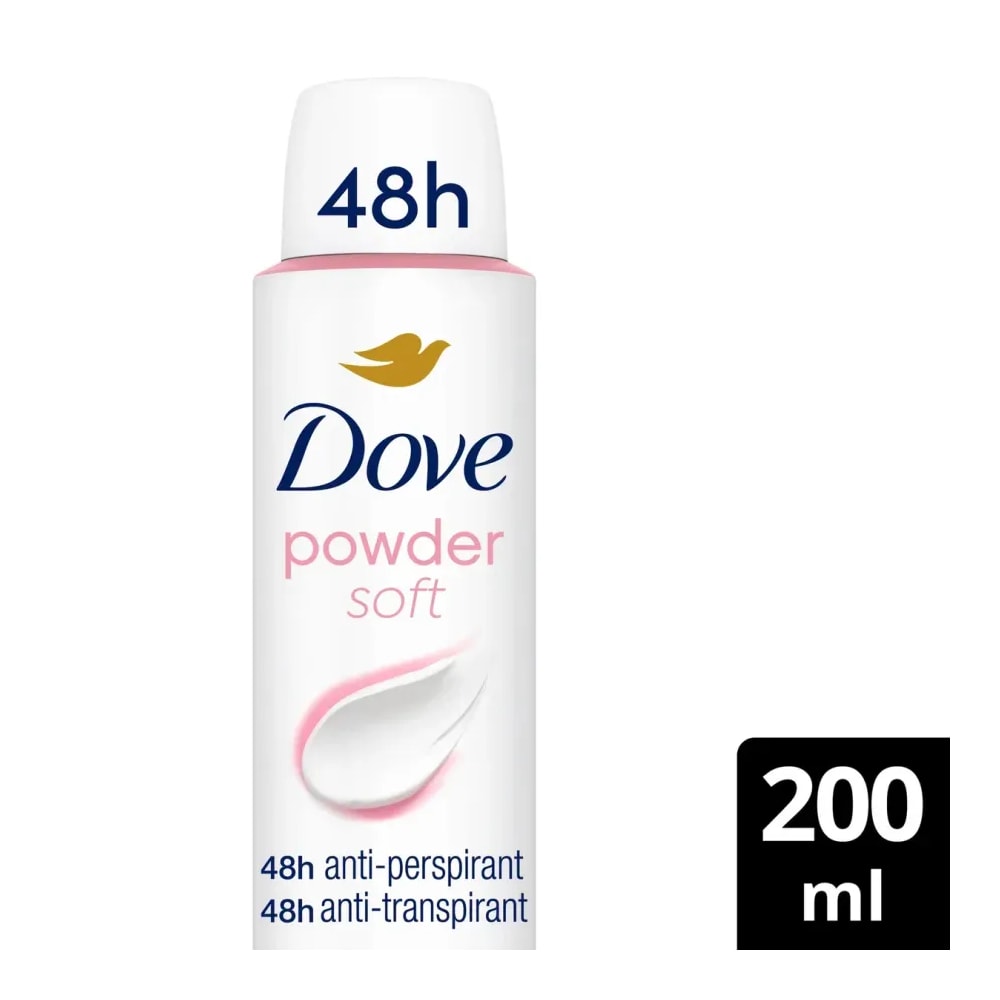 48h
Dove
powder
soft
48h anti-perspirant
48h anti-transpirant
200
ml